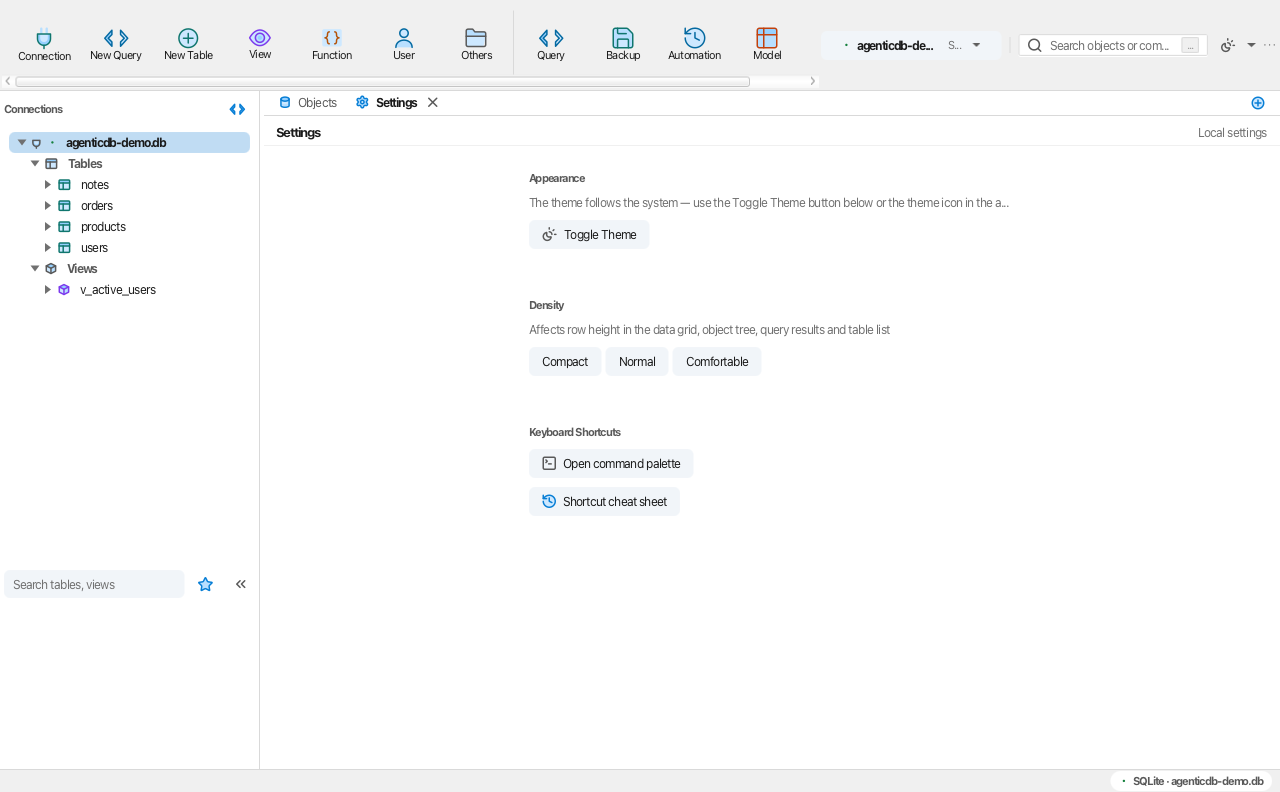 Connection
New Query
New Table
View
Function
User
Others
Query
Backup
Automation
Model
agenticdb-de... S...
Search objects or com... ...
Connections
Objects
Settings
Settings
Local settings
agenticdb-demo.db
Tables
notes
orders
products
users
Views
v_active_users
Appearance
The theme follows the system — use the Toggle Theme button below or the theme icon in the a...
Toggle Theme
Density
Affects row height in the data grid, object tree, query results and table list
Compact
Normal
Comfortable
Keyboard Shortcuts
Open command palette
Shortcut cheat sheet
Search tables, views
SQLite · agenticdb-demo.db